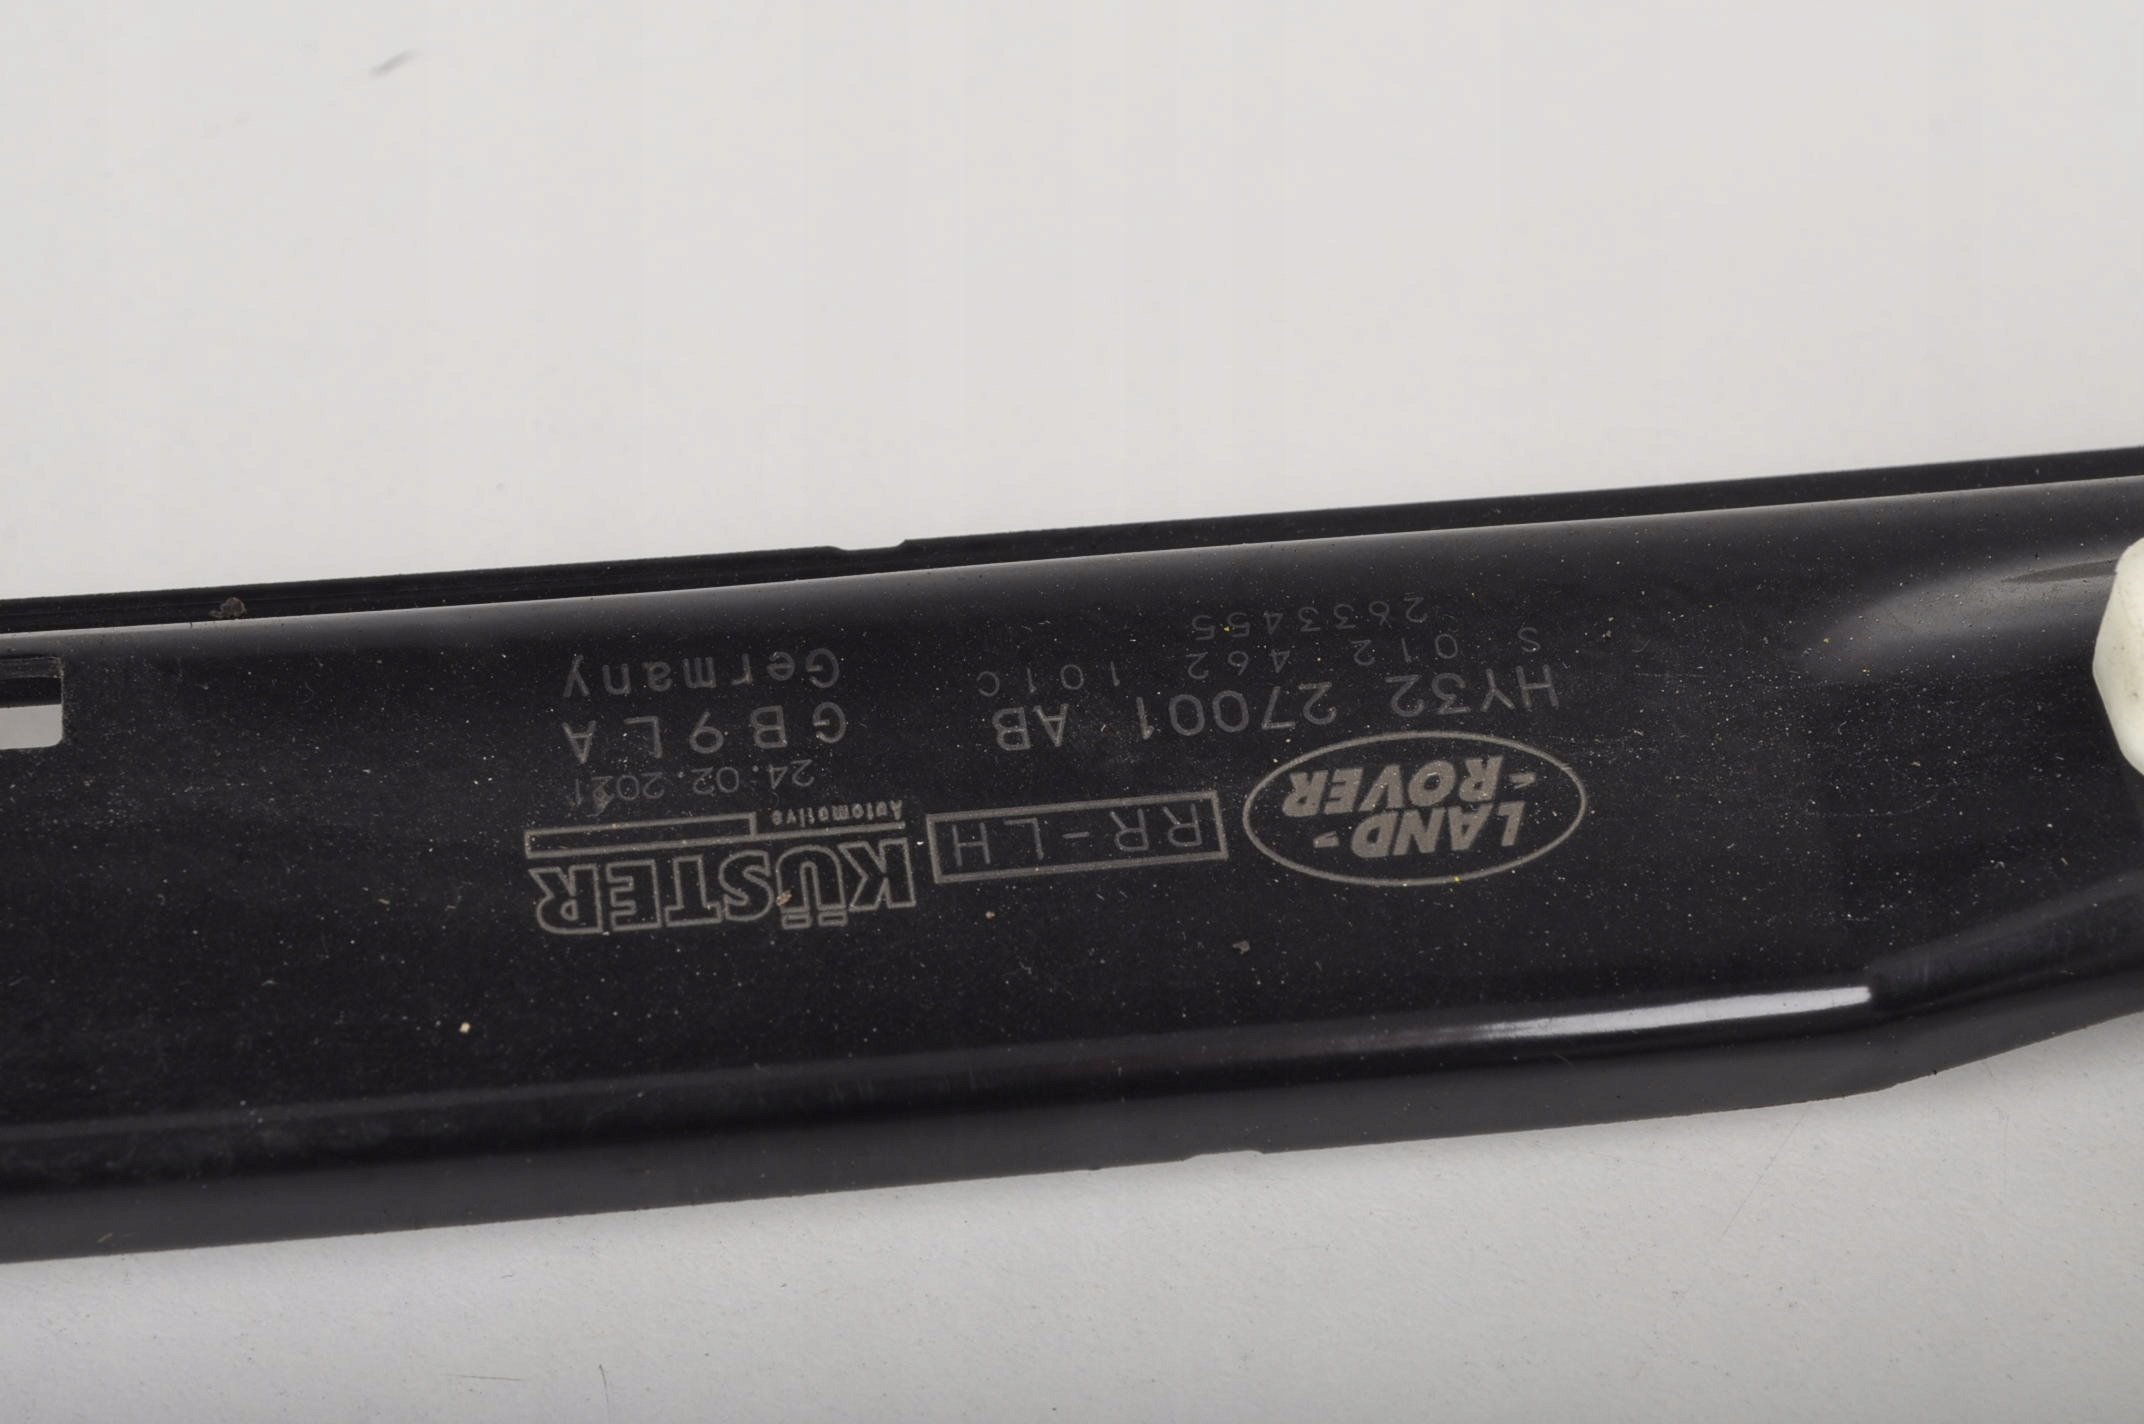 LAND-
-ROVER
RR-LH
KÜSTER
Automotive
24.02.2021
HY32 27001 AB
GB9LA
S 012 462 101C
Germany
2633455